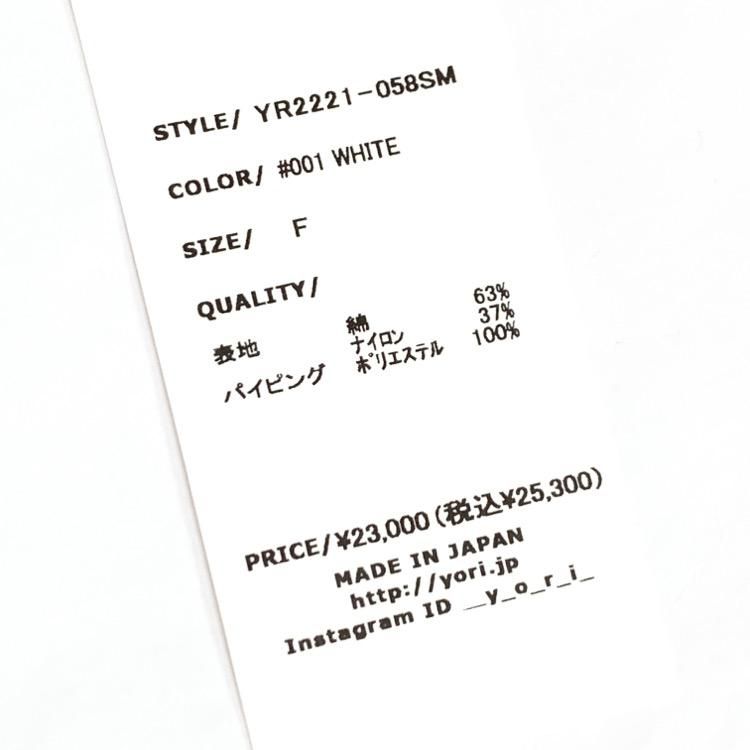 STYLE/ YR2221-058SM
COLOR/ #001 WHITE
SIZE/ F
QUALITY/
表地 綿 63%
ナイロン 37%
パイピング ポリエステル 100%
PRICE/¥23,000(税込¥25,300)
MADE IN JAPAN
http://yori.jp
Instagram ID __y_o_r_i_